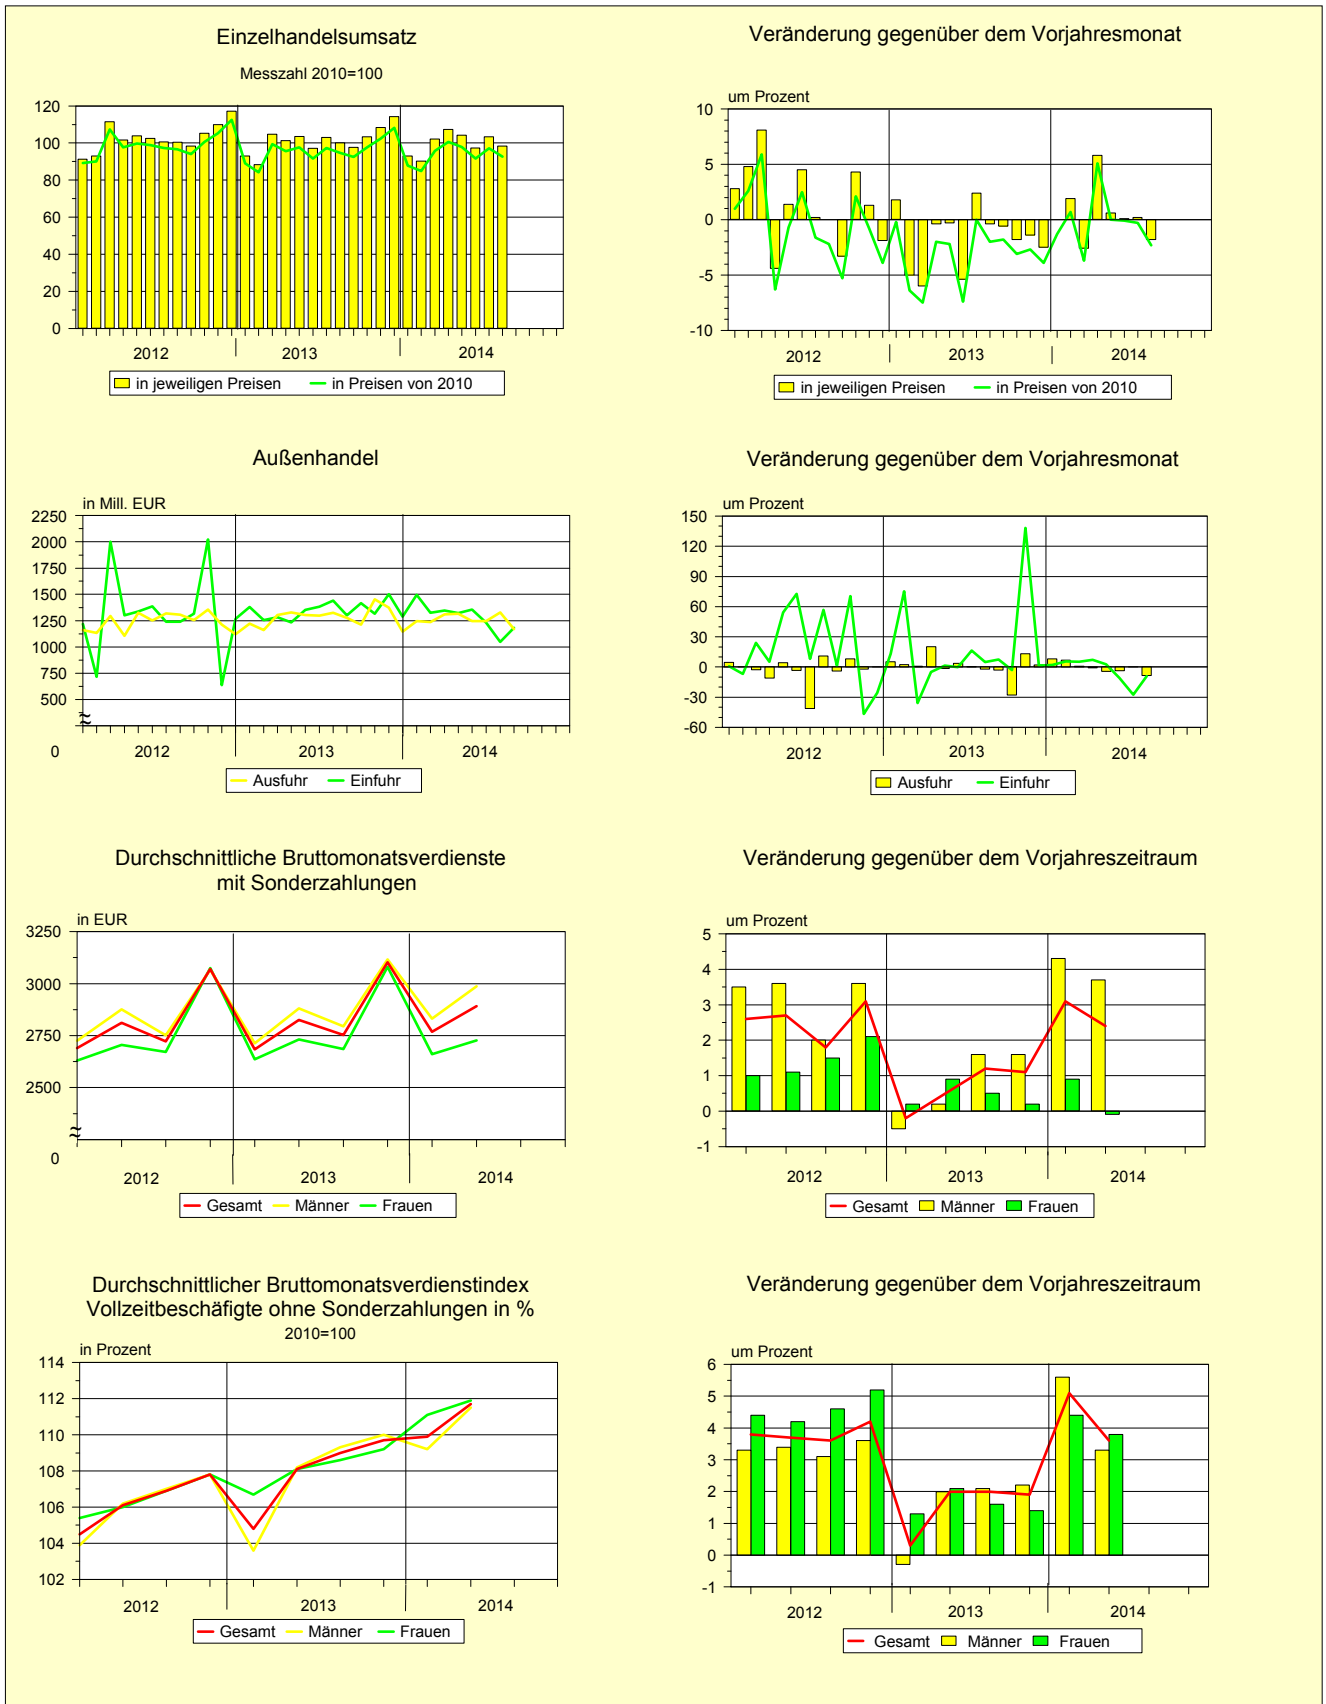 Einzelhandelsumsatz
Messzahl 2010=100
120
100
80
60
40
20
0
2012
2013
2014
in jeweiligen Preisen
in Preisen von 2010
Veränderung gegenüber dem Vorjahresmonat
um Prozent
10
5
0
-5
-10
2012
2013
2014
in jeweiligen Preisen
in Preisen von 2010
Außenhandel
in Mill. EUR
2250
2000
1750
1500
1250
1000
750
500
≈
0
2012
2013
2014
Ausfuhr
Einfuhr
Veränderung gegenüber dem Vorjahresmonat
um Prozent
150
120
90
60
30
0
-30
-60
2012
2013
2014
Ausfuhr
Einfuhr
Durchschnittliche Bruttomonatsverdienste
mit Sonderzahlungen
in EUR
3250
3000
2750
2500
≈
0
2012
2013
2014
Gesamt
Männer
Frauen
Veränderung gegenüber dem Vorjahreszeitraum
um Prozent
5
4
3
2
1
0
-1
2012
2013
2014
Gesamt
Männer
Frauen
Durchschnittlicher Bruttomonatsverdienstindex
Vollzeitbeschäfigte ohne Sonderzahlungen in %
2010=100
in Prozent
114
112
110
108
106
104
102
2012
2013
2014
Gesamt
Männer
Frauen
Veränderung gegenüber dem Vorjahreszeitraum
um Prozent
6
5
4
3
2
1
0
-1
2012
2013
2014
Gesamt
Männer
Frauen